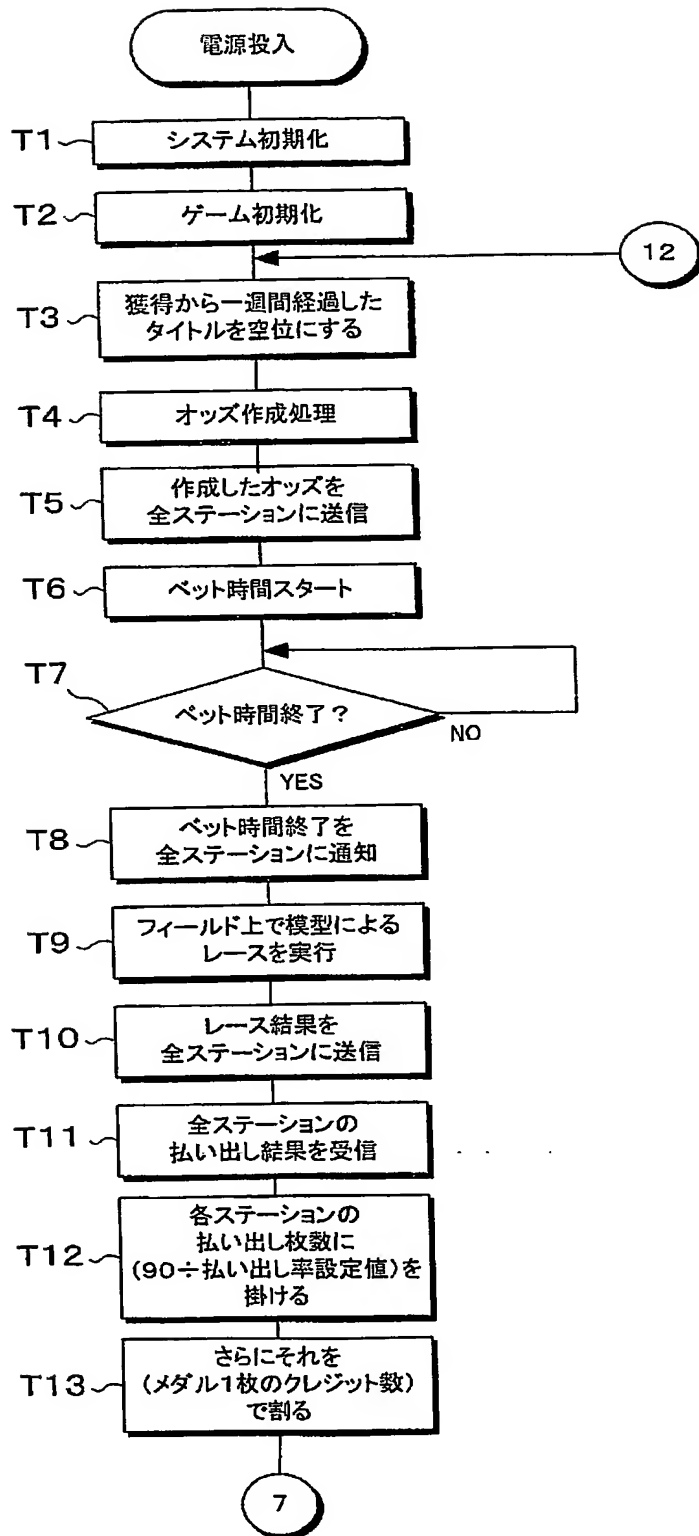 電源投入
T1
システム初期化
T2
ゲーム初期化
12
T3
獲得から一週間経過した
タイトルを空位にする
T4
オッズ作成処理
T5
作成したオッズを
全ステーションに送信
T6
ベット時間スタート
T7
ベット時間終了？
NO
YES
T8
ベット時間終了を
全ステーションに通知
T9
フィールド上で模型による
レースを実行
T10
レース結果を
全ステーションに送信
T11
全ステーションの
払い出し結果を受信
T12
各ステーションの
払い出し枚数に
(90÷払い出し率設定値)を
掛ける
T13
さらにそれを
(メダル1枚のクレジット数)
で割る
7